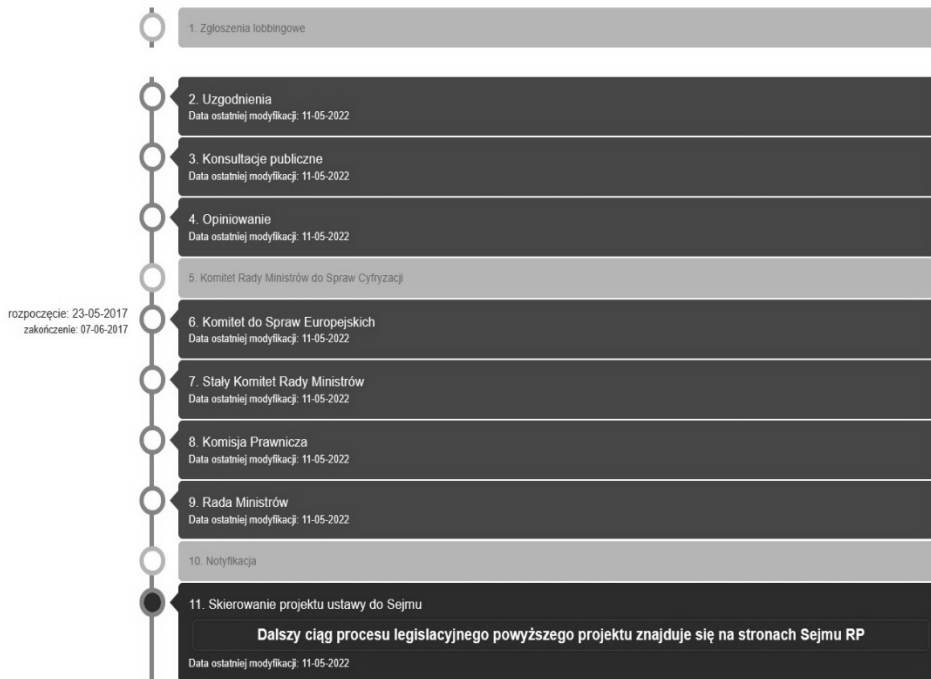 1. Zgłoszenia lobbingowe
2. Uzgodnienia
Data ostatniej modyfikacji: 11-05-2022
3. Konsultacje publiczne
Data ostatniej modyfikacji: 11-05-2022
4. Opiniowanie
Data ostatniej modyfikacji: 11-05-2022
5. Komitet Rady Ministrów do Spraw Cyfryzacji
rozpoczęcie: 23-05-2017
zakończenie: 07-06-2017
6. Komitet do Spraw Europejskich
Data ostatniej modyfikacji: 11-05-2022
7. Stały Komitet Rady Ministrów
Data ostatniej modyfikacji: 11-05-2022
8. Komisja Prawnicza
Data ostatniej modyfikacji: 11-05-2022
9. Rada Ministrów
Data ostatniej modyfikacji: 11-05-2022
10. Notyfikacja
11. Skierowanie projektu ustawy do Sejmu
Dalszy ciąg procesu legislacyjnego powyższego projektu znajduje się na stronach Sejmu RP
Data ostatniej modyfikacji: 11-05-2022